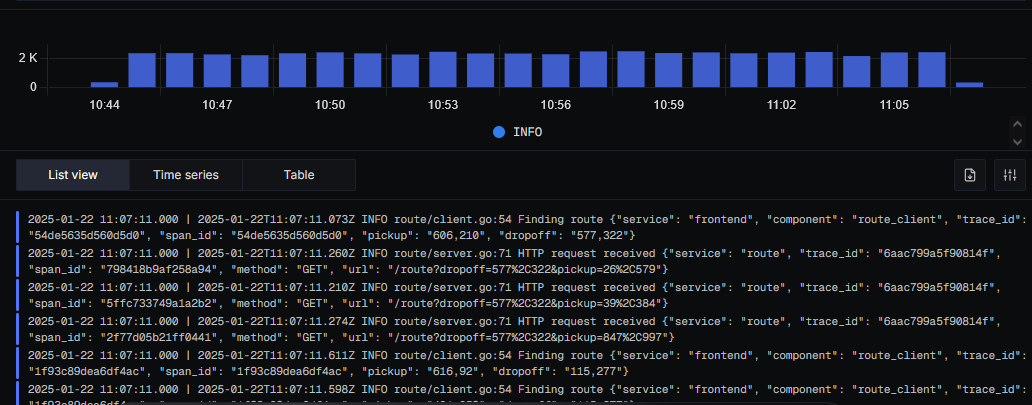 2 K
0
10:44 10:47 10:50 10:53 10:56 10:59 11:02 11:05
INFO
List view Time series Table
2025-01-22 11:07:11.000 | 2025-01-22T11:07:11.073Z INFO route/client.go:54 Finding route {"service": "frontend", "component": "route_client", "trace_id":
"54de5635d560d5d0", "span_id": "54de5635d560d5d0", "pickup": "606,210", "dropoff": "577,322"}
2025-01-22 11:07:11.000 | 2025-01-22T11:07:11.260Z INFO route/server.go:71 HTTP request received {"service": "route", "trace_id": "6aac799a5f90814f",
"span_id": "798418b9af258a94", "method": "GET", "url": "/route?dropoff=577%2C322&pickup=26%2C579"}
2025-01-22 11:07:11.000 | 2025-01-22T11:07:11.210Z INFO route/server.go:71 HTTP request received {"service": "route", "trace_id": "6aac799a5f90814f",
"span_id": "5ffc733749a1a2b2", "method": "GET", "url": "/route?dropoff=577%2C322&pickup=39%2C384"}
2025-01-22 11:07:11.000 | 2025-01-22T11:07:11.274Z INFO route/server.go:71 HTTP request received {"service": "route", "trace_id": "6aac799a5f90814f",
"span_id": "2f77d05b21ff0441", "method": "GET", "url": "/route?dropoff=577%2C322&pickup=847%2C997"}
2025-01-22 11:07:11.000 | 2025-01-22T11:07:11.611Z INFO route/client.go:54 Finding route {"service": "frontend", "component": "route_client", "trace_id":
"1f93c89dea6df4ac", "span_id": "1f93c89dea6df4ac", "pickup": "616,92", "dropoff": "115,277"}
2025-01-22 11:07:11.000 | 2025-01-22T11:07:11.598Z INFO route/client.go:54 Finding route {"service": "frontend", "component": "route_client", "trace_id":